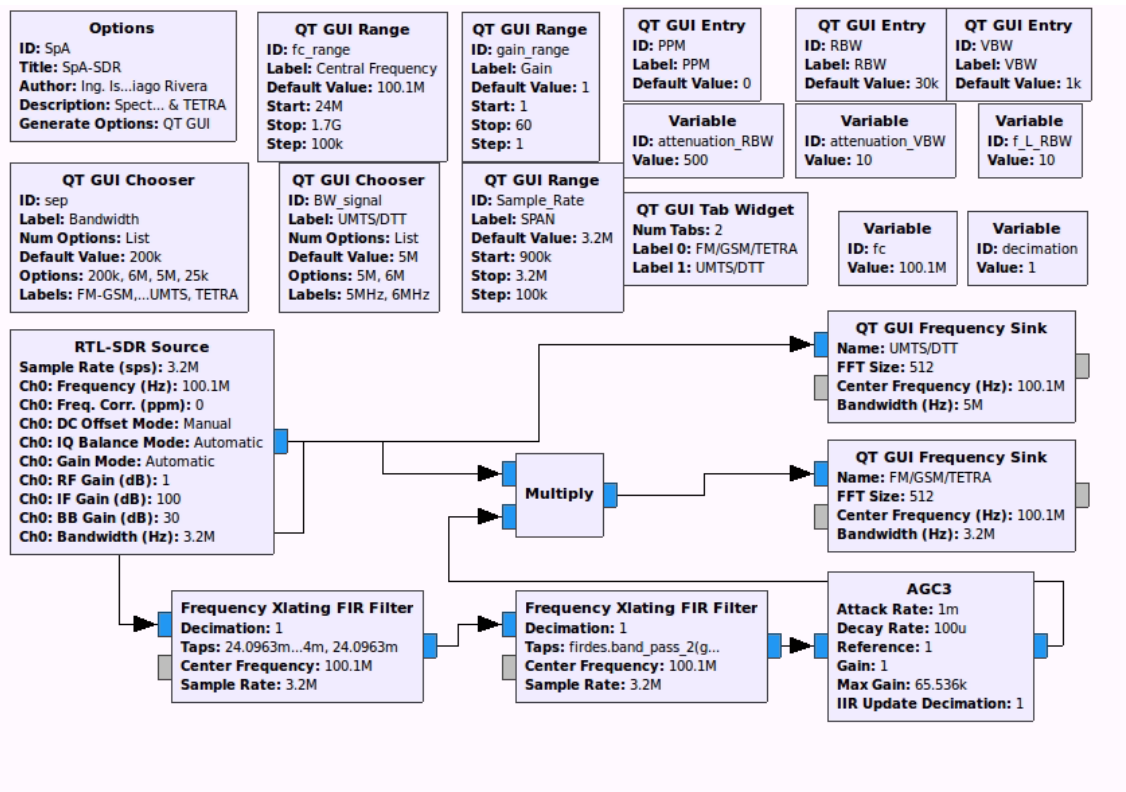 Options
ID: SpA
Title: SpA-SDR
Author: Ing. Is...iago Rivera
Description: Spect... & TETRA
Generate Options: QT GUI
QT GUI Range
ID: fc_range
Label: Central Frequency
Default Value: 100.1M
Start: 24M
Stop: 1.7G
Step: 100k
QT GUI Range
ID: gain_range
Label: Gain
Default Value: 1
Start: 1
Stop: 60
Step: 1
QT GUI Entry
ID: PPM
Label: PPM
Default Value: 0
QT GUI Entry
ID: RBW
Label: RBW
Default Value: 30k
QT GUI Entry
ID: VBW
Label: VBW
Default Value: 1k
Variable
ID: attenuation_RBW
Value: 500
Variable
ID: attenuation_VBW
Value: 10
Variable
ID: f_L_RBW
Value: 10
QT GUI Chooser
ID: sep
Label: Bandwidth
Num Options: List
Default Value: 200k
Options: 200k, 6M, 5M, 25k
Labels: FM-GSM,...UMTS, TETRA
QT GUI Chooser
ID: BW_signal
Label: UMTS/DTT
Num Options: List
Default Value: 5M
Options: 5M, 6M
Labels: 5MHz, 6MHz
QT GUI Range
ID: Sample_Rate
Label: SPAN
Default Value: 3.2M
Start: 900k
Stop: 3.2M
Step: 100k
QT GUI Tab Widget
Num Tabs: 2
Label 0: FM/GSM/TETRA
Label 1: UMTS/DTT
Variable
ID: fc
Value: 100.1M
Variable
ID: decimation
Value: 1
RTL-SDR Source
Sample Rate (sps): 3.2M
Ch0: Frequency (Hz): 100.1M
Ch0: Freq. Corr. (ppm): 0
Ch0: DC Offset Mode: Manual
Ch0: IQ Balance Mode: Automatic
Ch0: Gain Mode: Automatic
Ch0: RF Gain (dB): 1
Ch0: IF Gain (dB): 100
Ch0: BB Gain (dB): 30
Ch0: Bandwidth (Hz): 3.2M
QT GUI Frequency Sink
Name: UMTS/DTT
FFT Size: 512
Center Frequency (Hz): 100.1M
Bandwidth (Hz): 5M
Multiply
QT GUI Frequency Sink
Name: FM/GSM/TETRA
FFT Size: 512
Center Frequency (Hz): 100.1M
Bandwidth (Hz): 3.2M
Frequency Xlating FIR Filter
Decimation: 1
Taps: 24.0963m...4m, 24.0963m
Center Frequency: 100.1M
Sample Rate: 3.2M
Frequency Xlating FIR Filter
Decimation: 1
Taps: firdes.band_pass_2(g...
Center Frequency: 100.1M
Sample Rate: 3.2M
AGC3
Attack Rate: 1m
Decay Rate: 100u
Reference: 1
Gain: 1
Max Gain: 65.536k
IIR Update Decimation: 1